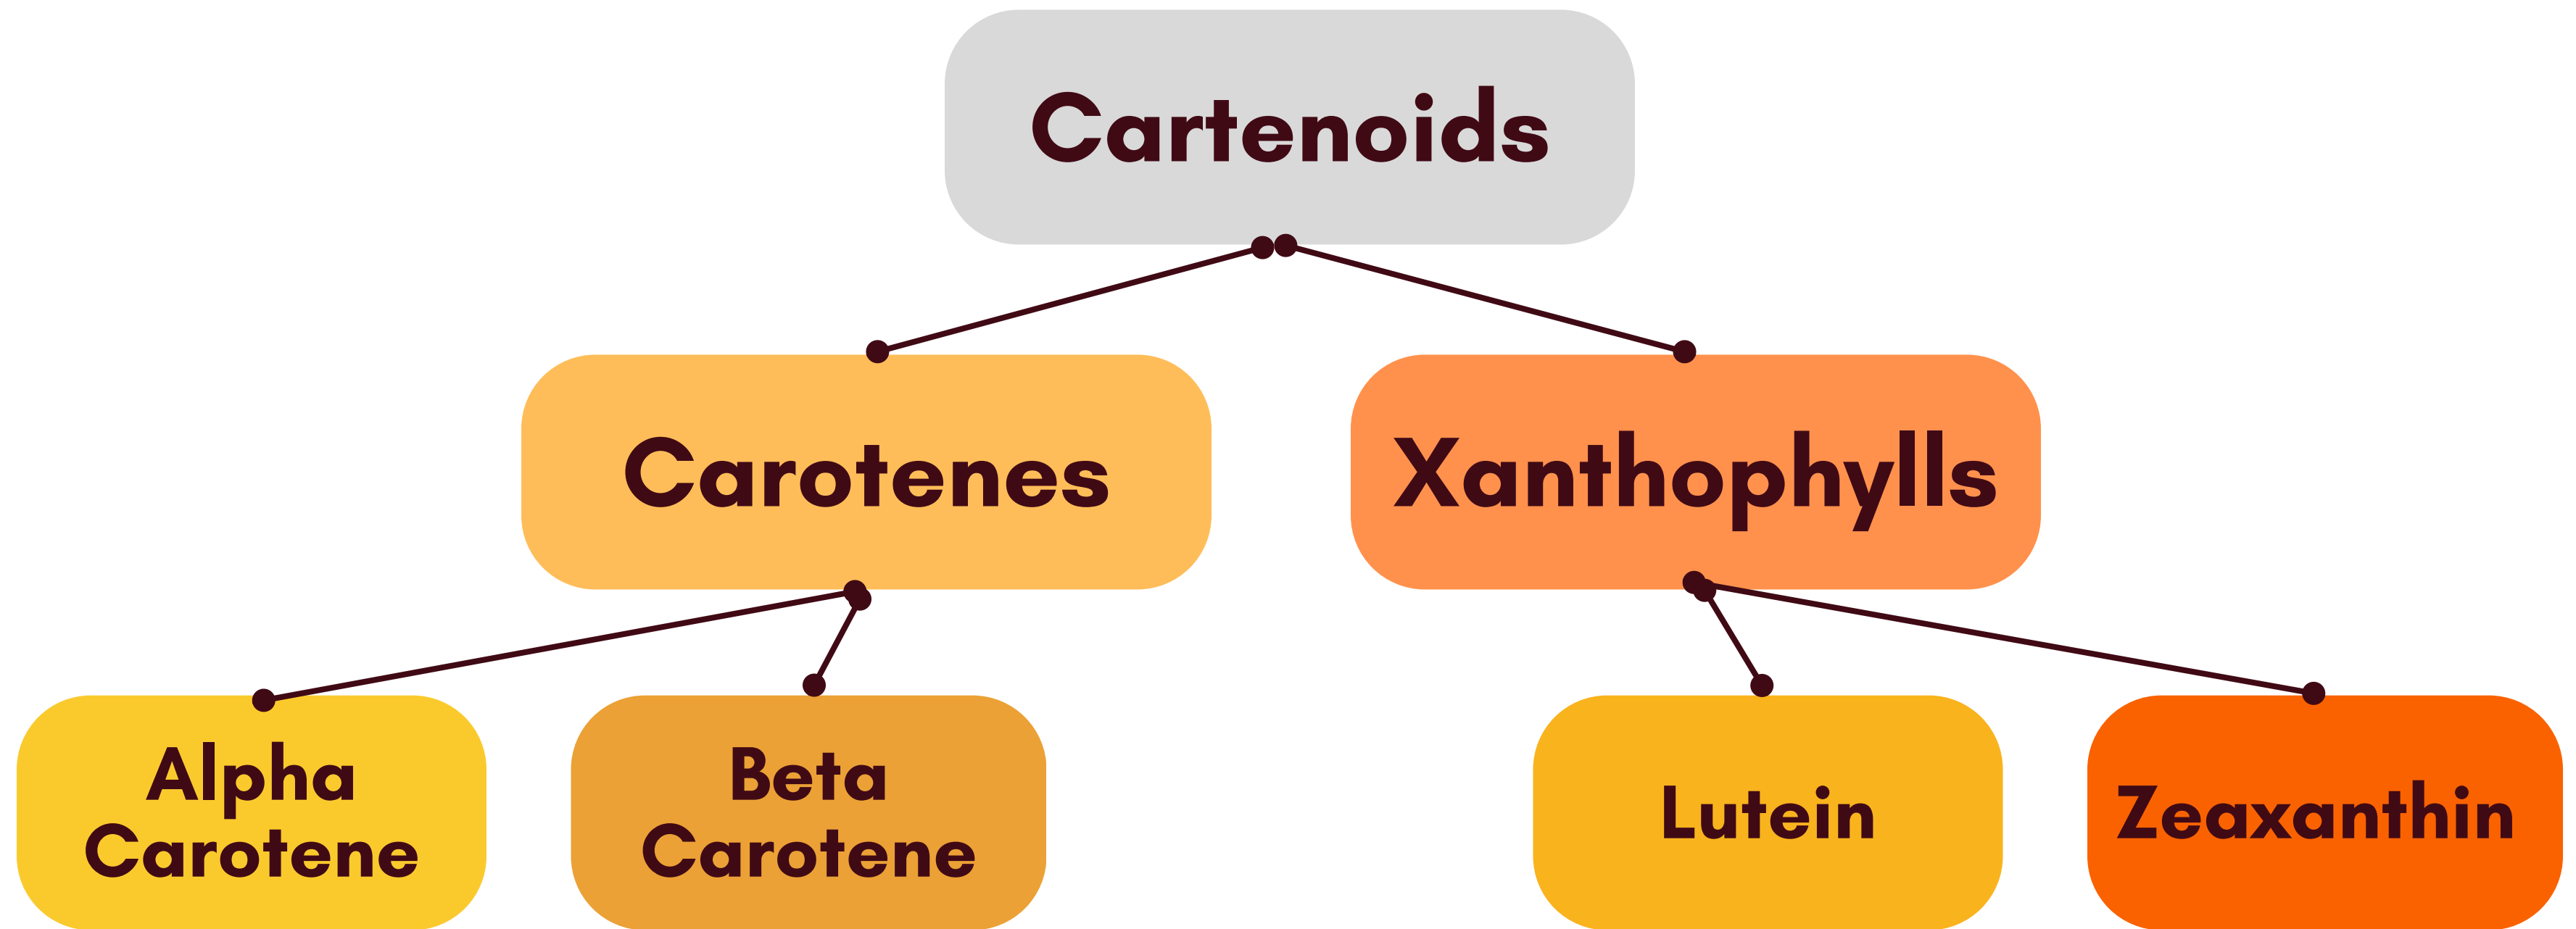 Cartenoids
Carotenes
Xanthophylls
Alpha
Carotene
Beta
Carotene
Lutein
Zeaxanthin